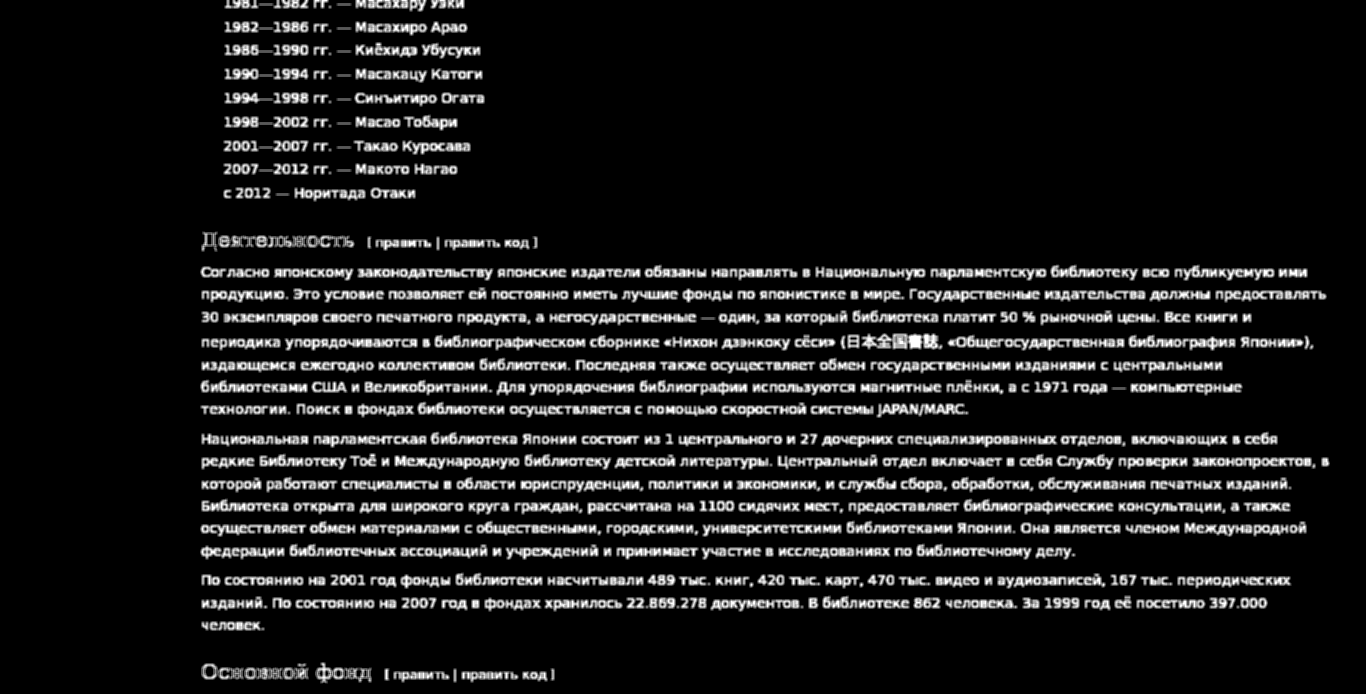 1981—1982 гг. — Масахару Уэки
1982—1986 гг. — Масахиро Арао
1986—1990 гг. — Киёхидэ Убусуки
1990—1994 гг. — Масакацу Катоги
1994—1998 гг. — Синъитиро Огата
1998—2002 гг. — Масао Тобари
2001—2007 гг. — Такао Куросава
2007—2012 гг. — Макото Нагао
с 2012 — Норитада Отаки
Деятельность [ править | править код ]
Согласно японскому законодательству японские издатели обязаны направлять в Национальную парламентскую библиотеку всю публикуемую ими
продукцию. Это условие позволяет ей постоянно иметь лучшие фонды по японистике в мире. Государственные издательства должны предоставлять
30 экземпляров своего печатного продукта, а негосударственные — один, за который библиотека платит 50 % рыночной цены. Все книги и
периодика упорядочиваются в библиографическом сборнике «Нихон дзэнкоку сёси» (日本全国書誌, «Общегосударственная библиография Японии»),
издающемся ежегодно коллективом библиотеки. Последняя также осуществляет обмен государственными изданиями с центральными
библиотеками США и Великобритании. Для упорядочения библиографии используются магнитные плёнки, а с 1971 года — компьютерные
технологии. Поиск в фондах библиотеки осуществляется с помощью скоростной системы JAPAN/MARC.
Национальная парламентская библиотека Японии состоит из 1 центрального и 27 дочерних специализированных отделов, включающих в себя
редкие Библиотеку Тоё и Международную библиотеку детской литературы. Центральный отдел включает в себя Службу проверки законопроектов, в
которой работают специалисты в области юриспруденции, политики и экономики, и службы сбора, обработки, обслуживания печатных изданий.
Библиотека открыта для широкого круга граждан, рассчитана на 1100 сидячих мест, предоставляет библиографические консультации, а также
осуществляет обмен материалами с общественными, городскими, университетскими библиотеками Японии. Она является членом Международной
федерации библиотечных ассоциаций и учреждений и принимает участие в исследованиях по библиотечному делу.
По состоянию на 2001 год фонды библиотеки насчитывали 489 тыс. книг, 420 тыс. карт, 470 тыс. видео и аудиозаписей, 167 тыс. периодических
изданий. По состоянию на 2007 год в фондах хранилось 22.869.278 документов. В библиотеке 862 человека. За 1999 год её посетило 397.000
человек.
Основной фонд [ править | править код ]